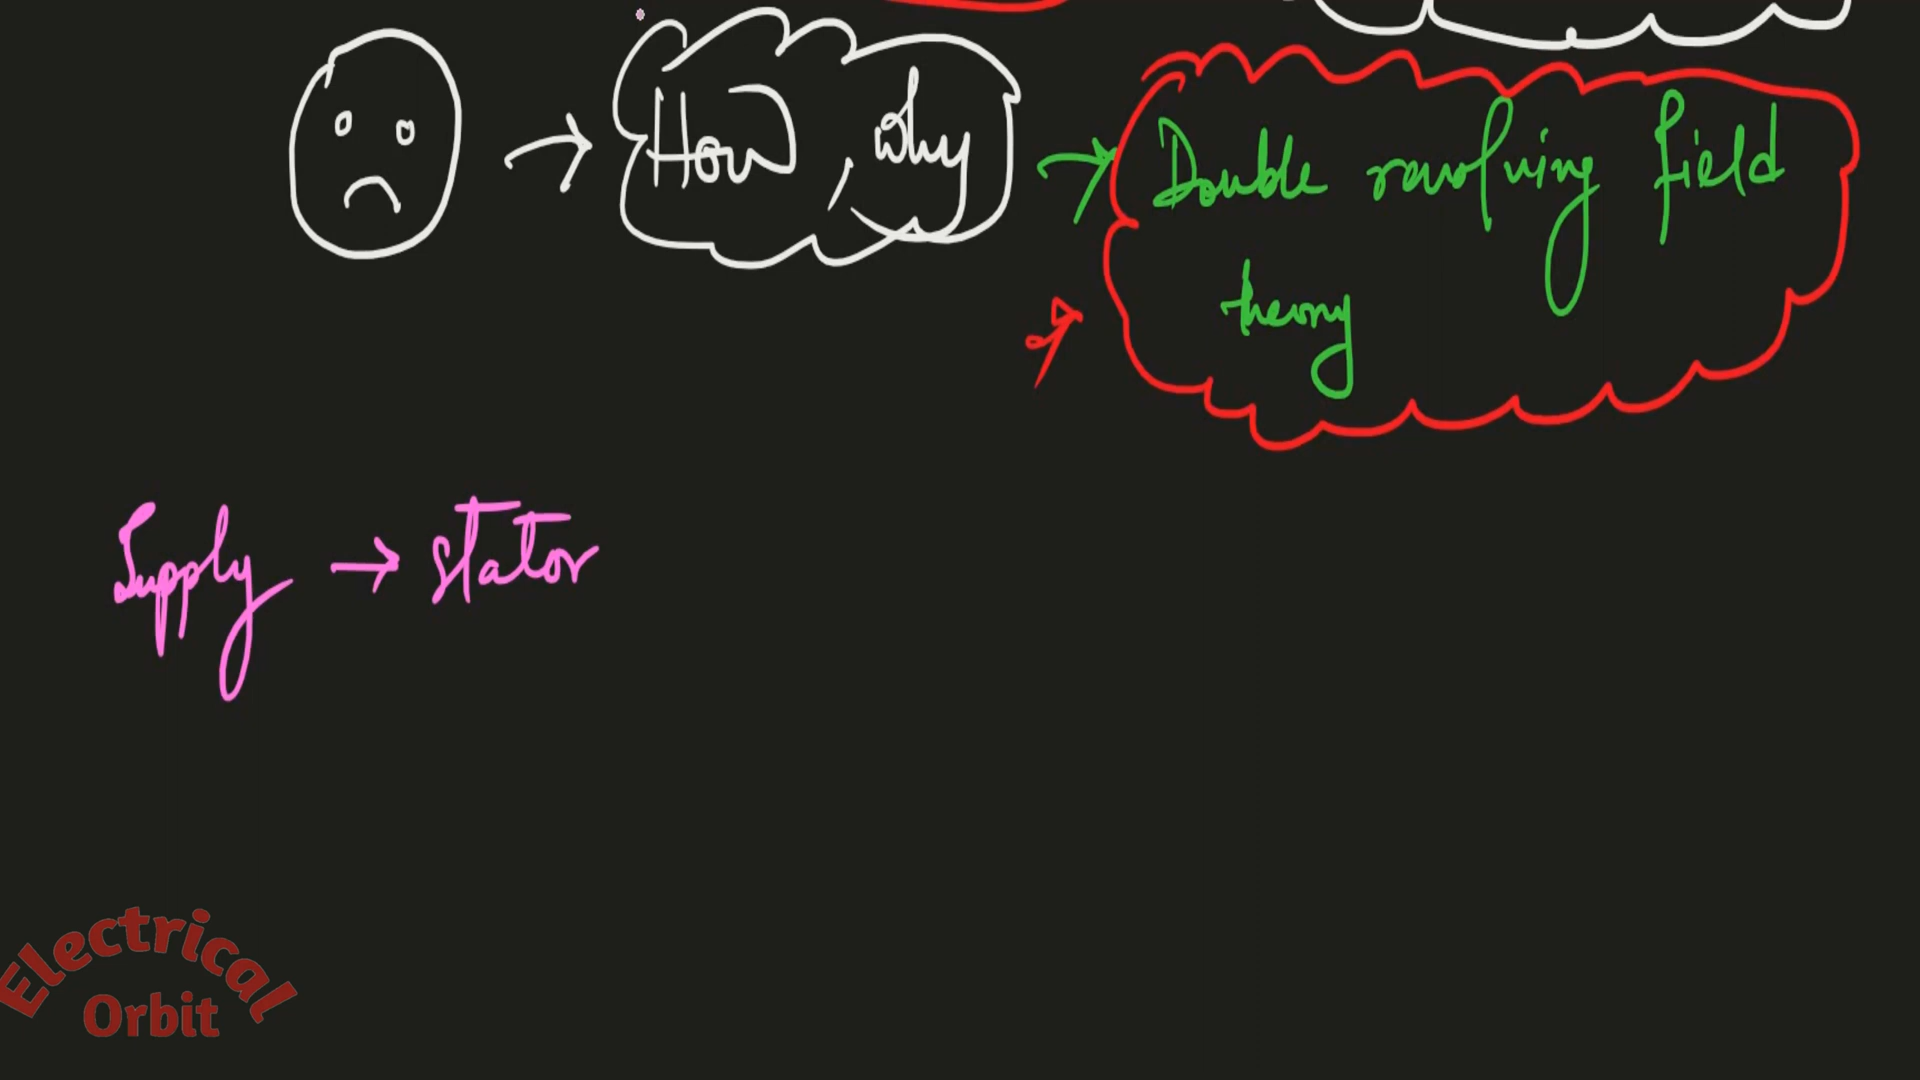 How, why → Double revolving field
theory
Supply → stator
Electrical
Orbit